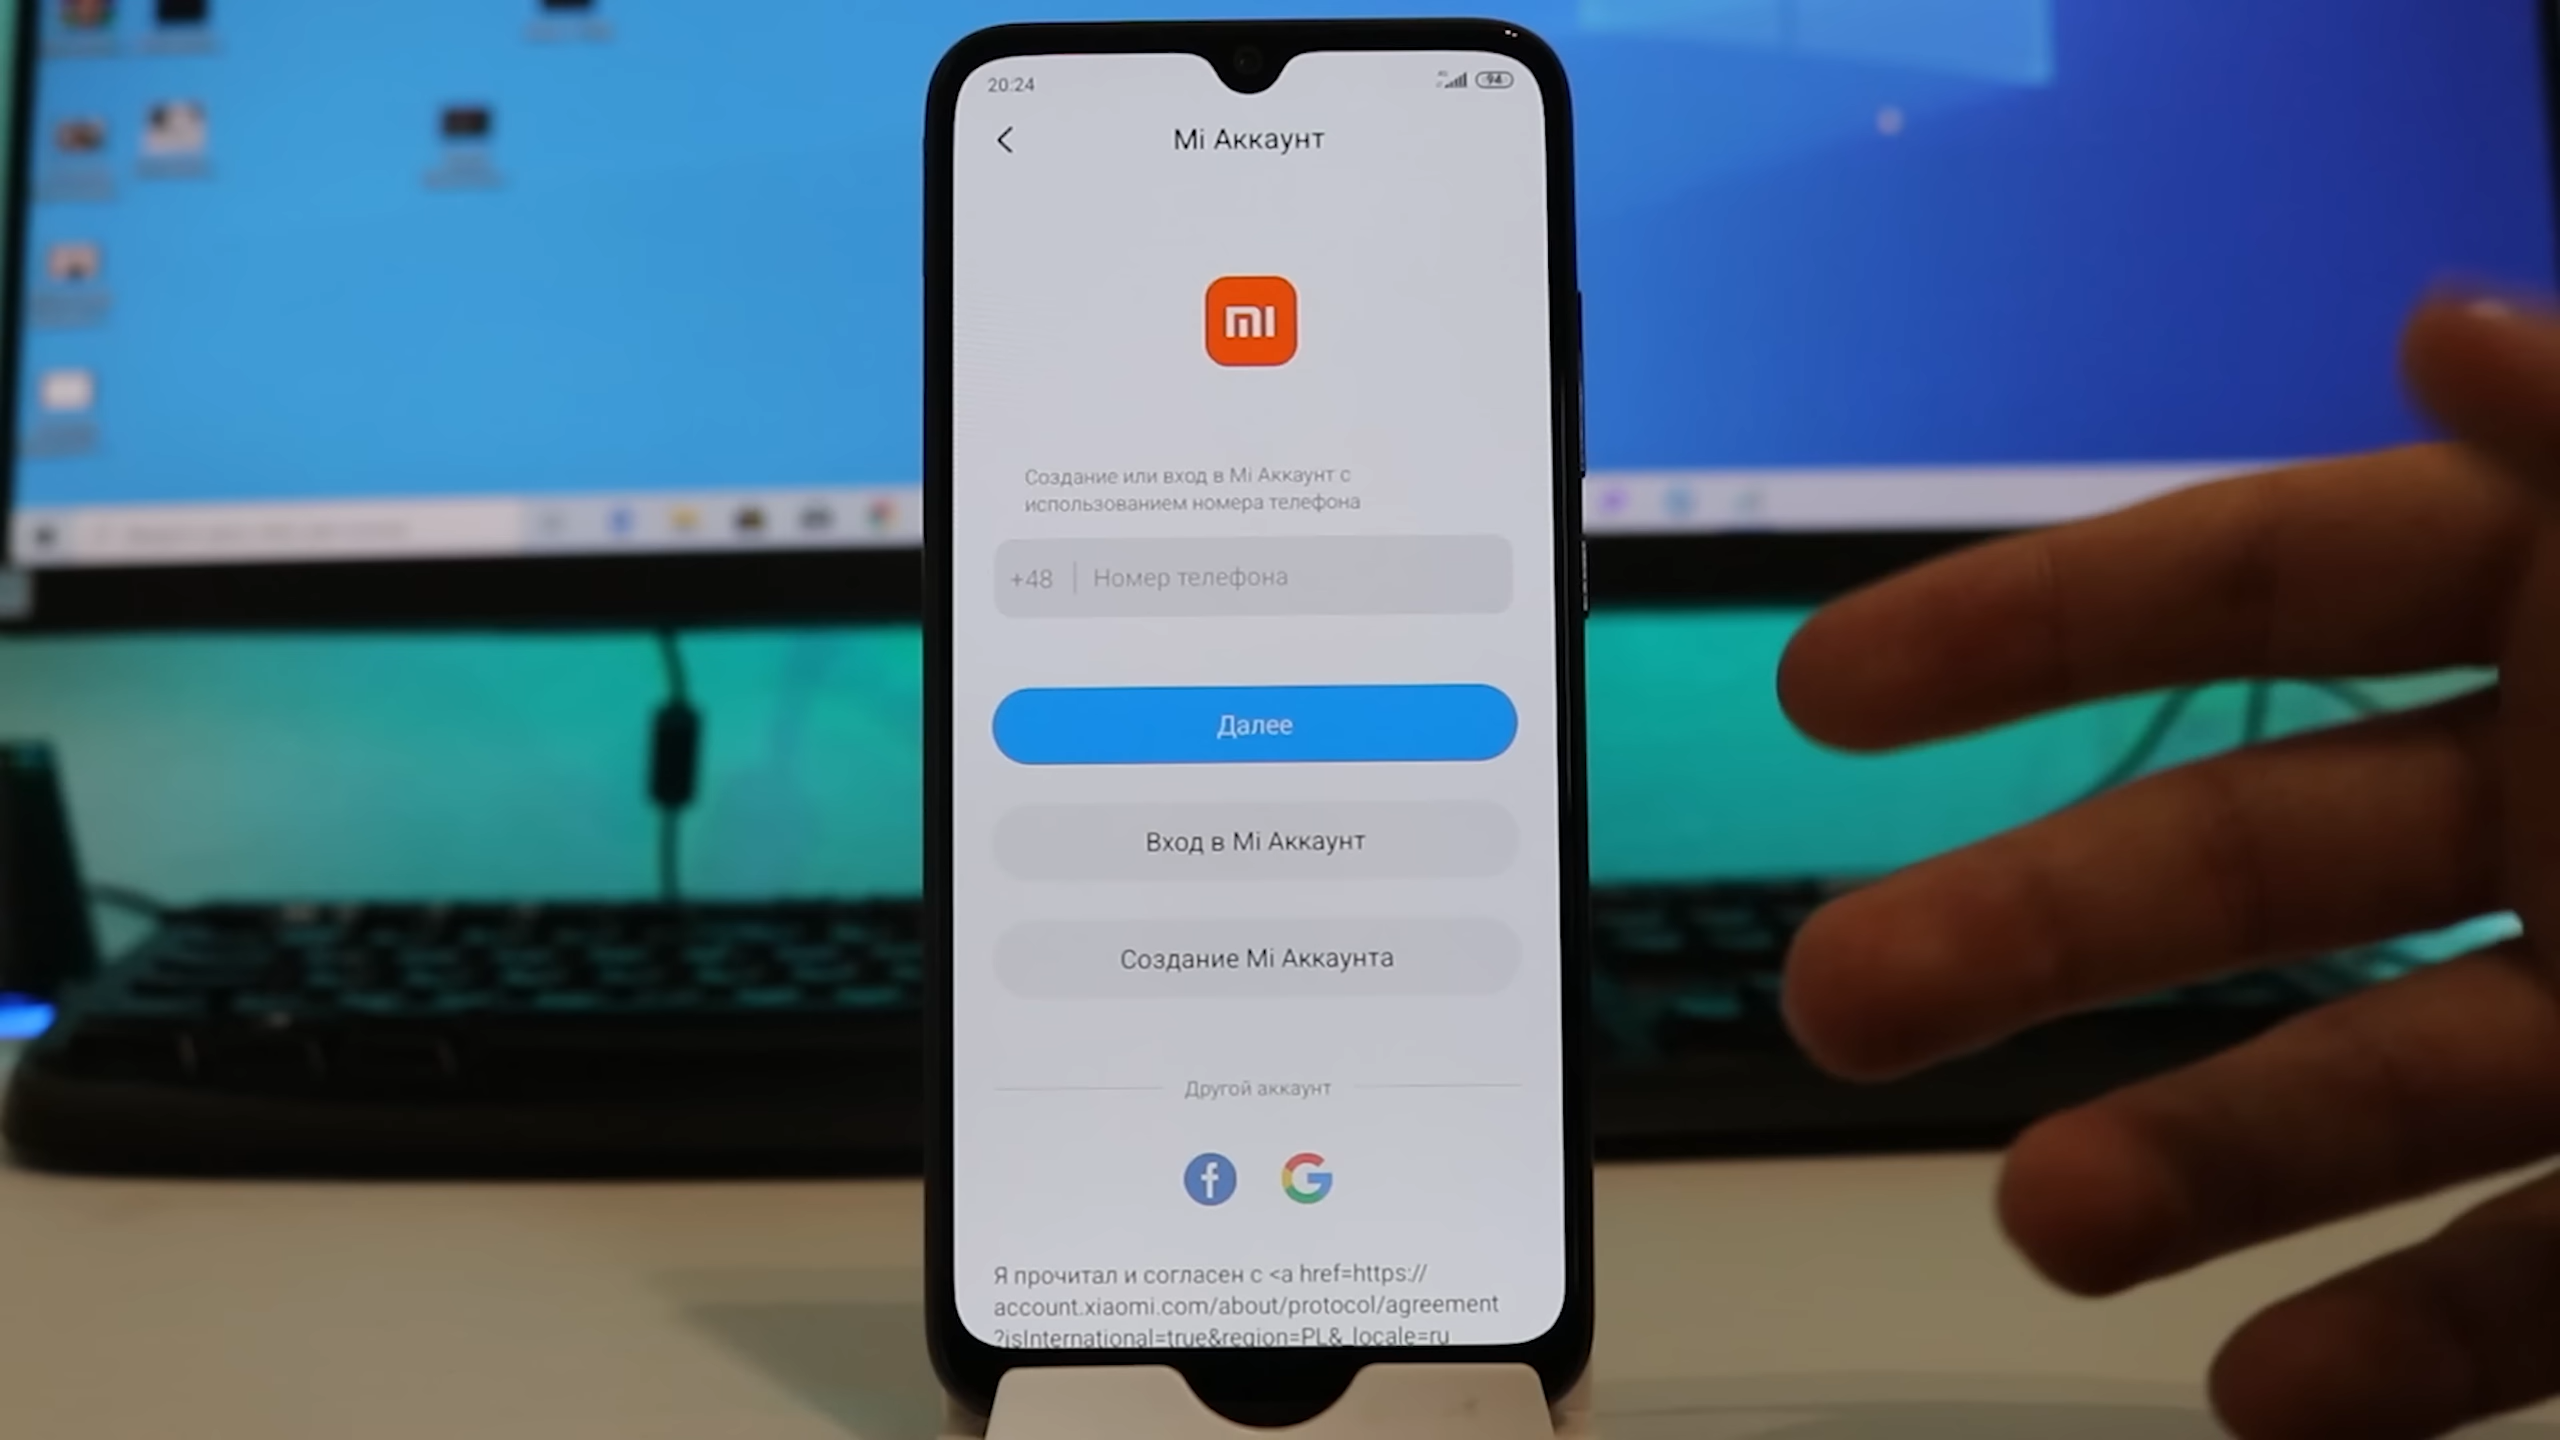 20:24
4G
94
Mi Аккаунт
mi
Создание или вход в Mi Аккаунт с
использованием номера телефона
+48 Номер телефона
Далее
Вход в Mi Аккаунт
Создание Mi Аккаунта
Другой аккаунт
Я прочитал и согласен с <a href=https://
account.xiaomi.com/about/protocol/agreement
?isInternational=true&region=PL&_locale=ru